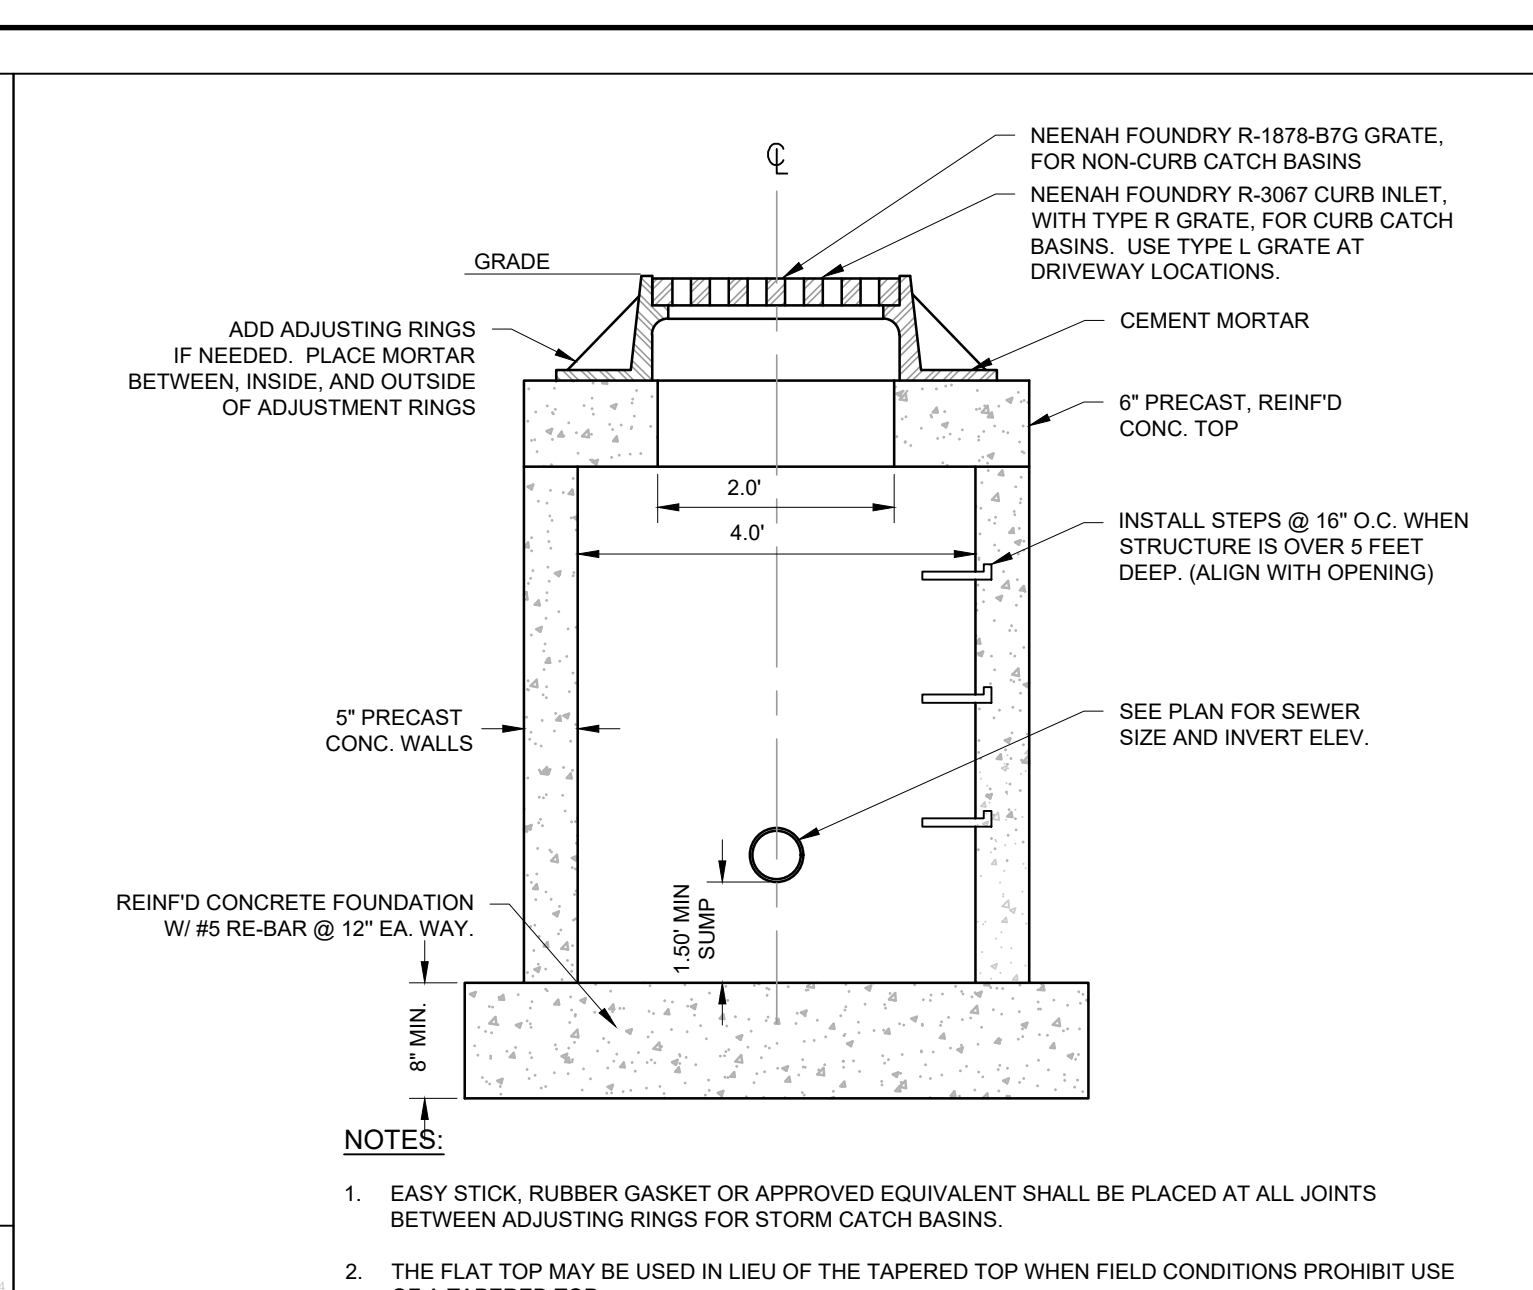 ℄
NEENAH FOUNDRY R-1878-B7G GRATE,
FOR NON-CURB CATCH BASINS
NEENAH FOUNDRY R-3067 CURB INLET,
WITH TYPE R GRATE, FOR CURB CATCH
BASINS.  USE TYPE L GRATE AT
DRIVEWAY LOCATIONS.
GRADE
ADD ADJUSTING RINGS
IF NEEDED.  PLACE MORTAR
BETWEEN, INSIDE, AND OUTSIDE
OF ADJUSTMENT RINGS
CEMENT MORTAR
6" PRECAST, REINF'D
CONC. TOP
2.0'
4.0'
INSTALL STEPS @ 16" O.C. WHEN
STRUCTURE IS OVER 5 FEET
DEEP. (ALIGN WITH OPENING)
5" PRECAST
CONC. WALLS
SEE PLAN FOR SEWER
SIZE AND INVERT ELEV.
REINF'D CONCRETE FOUNDATION
W/ #5 RE-BAR @ 12" EA. WAY.
1.50' MIN
SUMP
8" MIN.
NOTES:
1. EASY STICK, RUBBER GASKET OR APPROVED EQUIVALENT SHALL BE PLACED AT ALL JOINTS
BETWEEN ADJUSTING RINGS FOR STORM CATCH BASINS.
2. THE FLAT TOP MAY BE USED IN LIEU OF THE TAPERED TOP WHEN FIELD CONDITIONS PROHIBIT USE